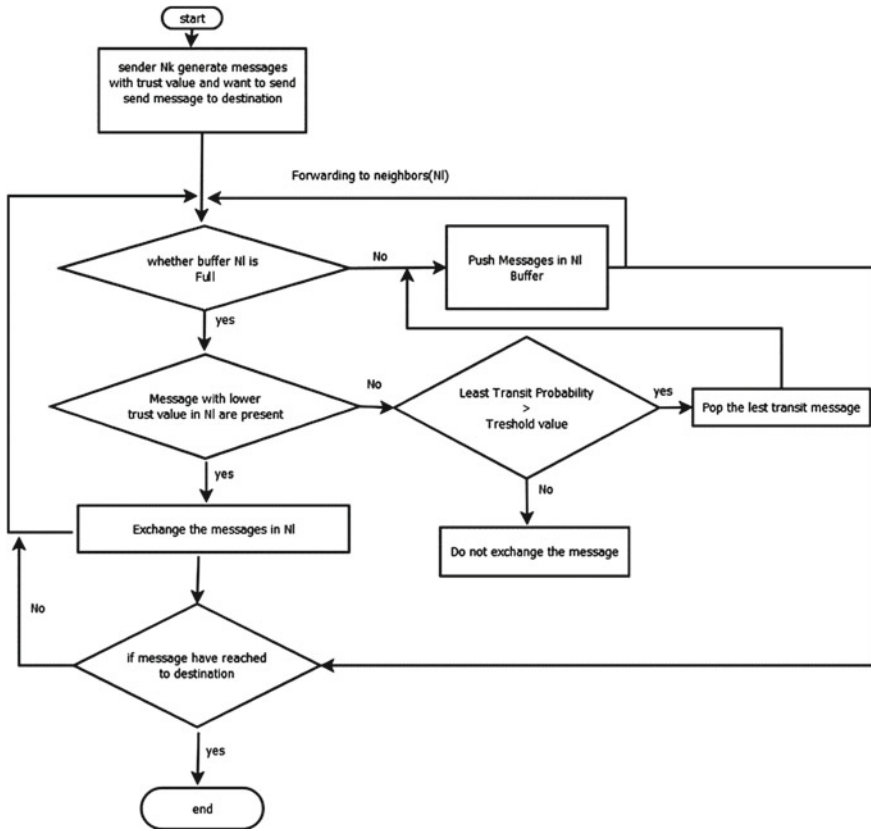 start
sender Nk generate messages
with trust value and want to send
send message to destination
Forwarding to neighbors(Nl)
whether buffer Nl is
Full
No
Push Messages in Nl
Buffer
yes
Message with lower
trust value in Nl are present
No
Least Transit Probability
>
Treshold value
yes
Pop the lest transit message
yes
No
Exchange the messages in Nl
Do not exchange the message
No
if message have reached
to destination
yes
end